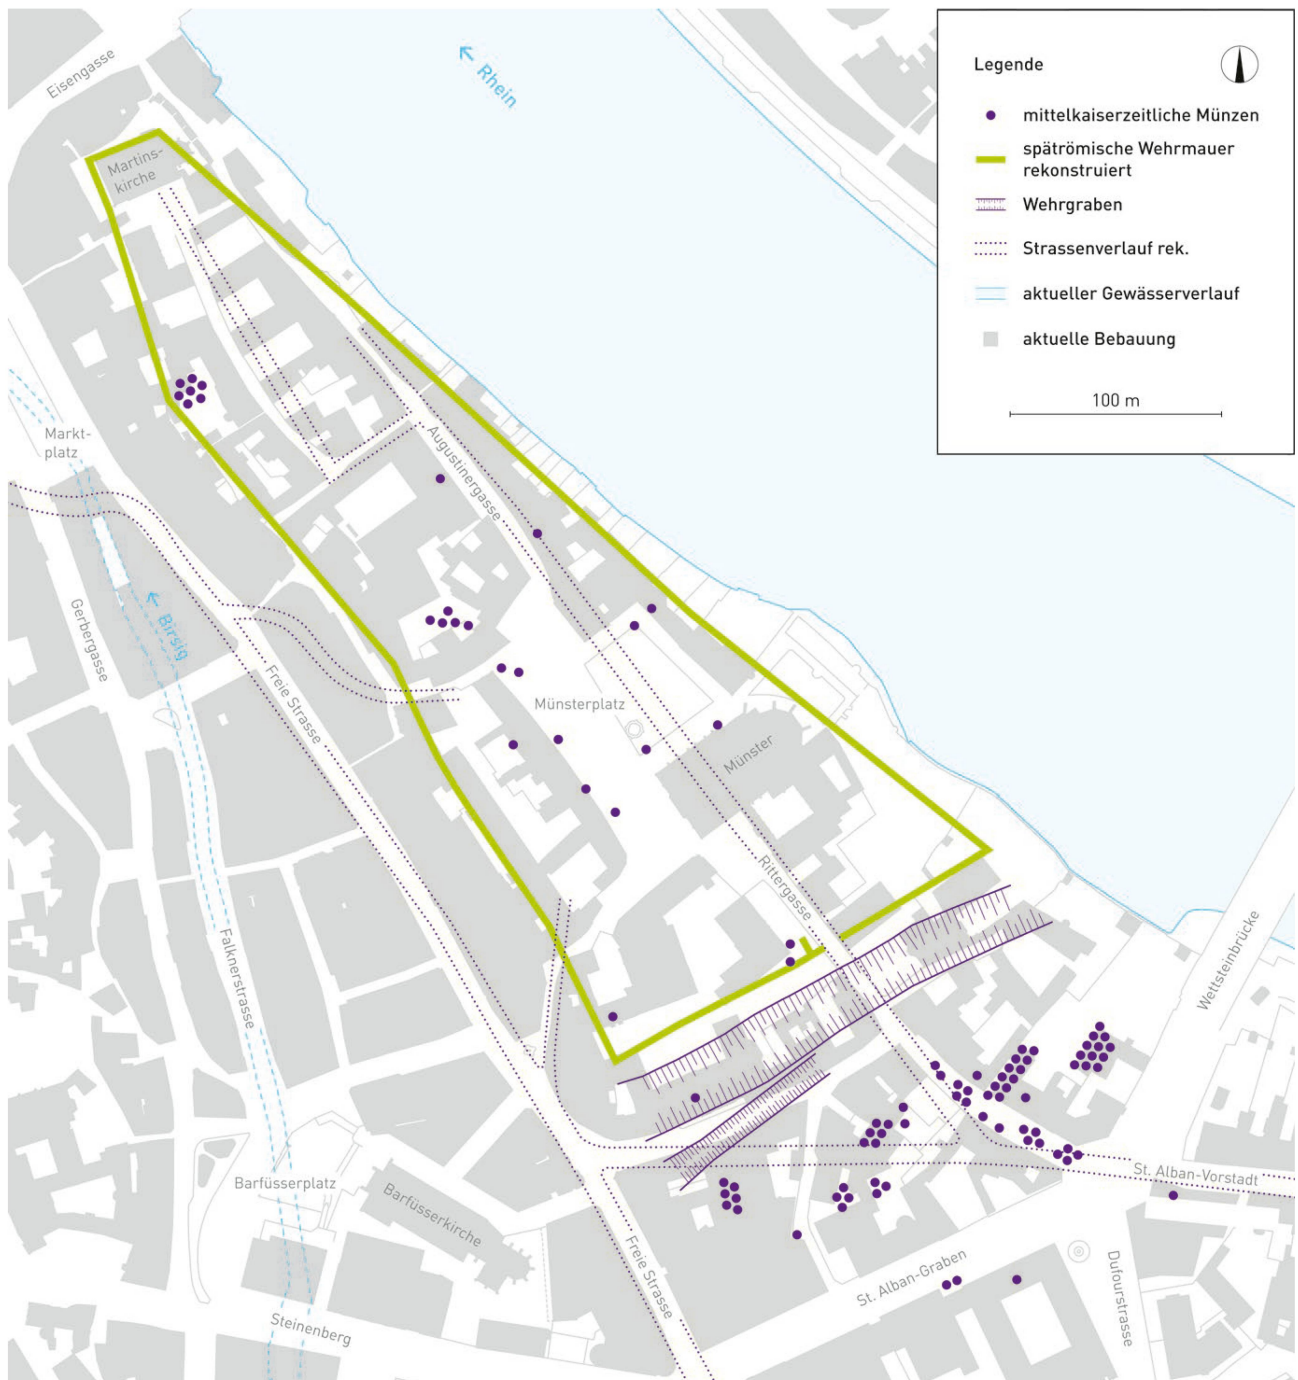 Eisengasse
← Rhein
Legende
mittelkaiserzeitliche Münzen
spätrömische Wehrmauer
rekonstruiert
Wehrgraben
Strassenverlauf rek.
aktueller Gewässerverlauf
aktuelle Bebauung
100 m
Martins-
kirche
Markt-
platz
Augustinergasse
Gerbergasse
← Birsig
Freie Strasse
Münsterplatz
Münster
Rittergasse
Falknerstrasse
Wettsteinbrücke
Barfüsserplatz
Barfüsserkirche
St. Alban-Vorstadt
Freie Strasse
St. Alban-Graben
Dufourstrasse
Steinenberg